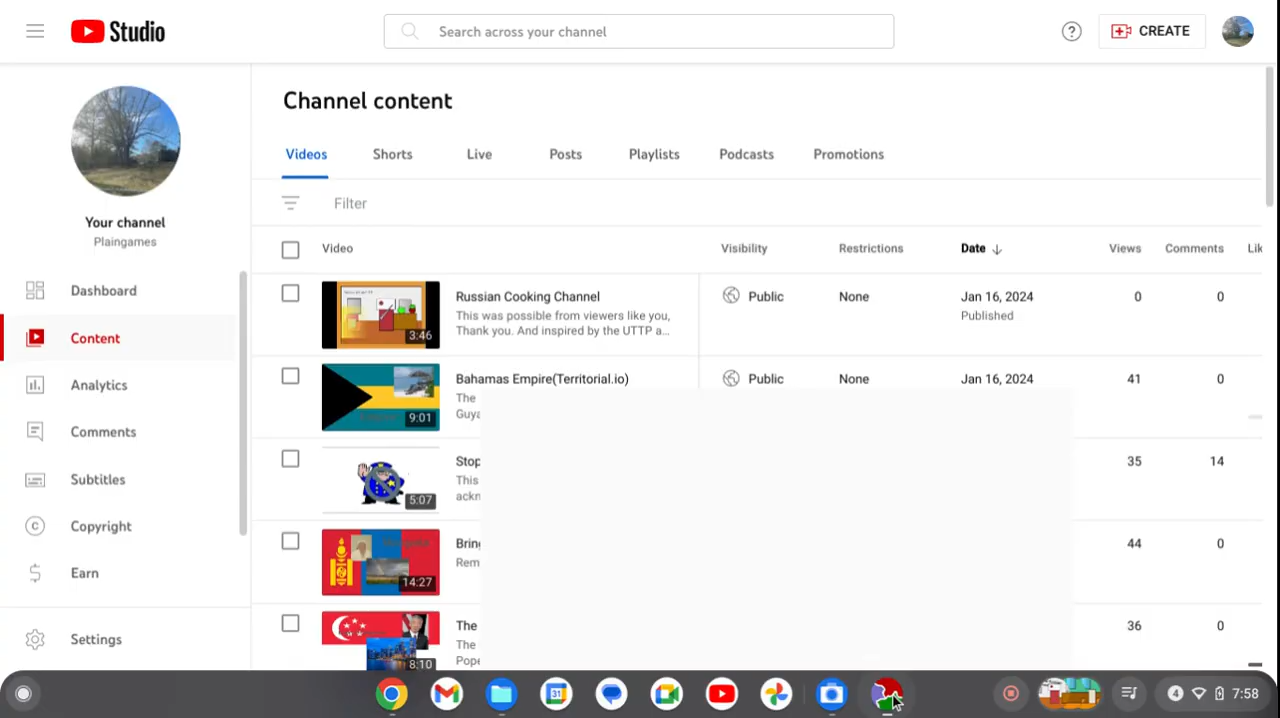 Studio
Search across your channel
CREATE
Channel content
Videos
Shorts
Live
Posts
Playlists
Podcasts
Promotions
Filter
Your channel
Plaingames
Dashboard
Content
Analytics
Comments
Subtitles
Copyright
Earn
Settings
Video
Visibility
Restrictions
Date
Views
Comments
Lik
3:46
Russian Cooking Channel
This was possible from viewers like you,
Thank you. And inspired by the UTTP a...
Public
None
Jan 16, 2024
Published
0
0
9:01
Bahamas Empire(Territorial.io)
The
Guya
Public
None
Jan 16, 2024
41
0
5:07
Stop
This
ackn
35
14
14:27
Bring
Rem
44
0
8:10
The
The
Pope
36
0
31
4
7:58